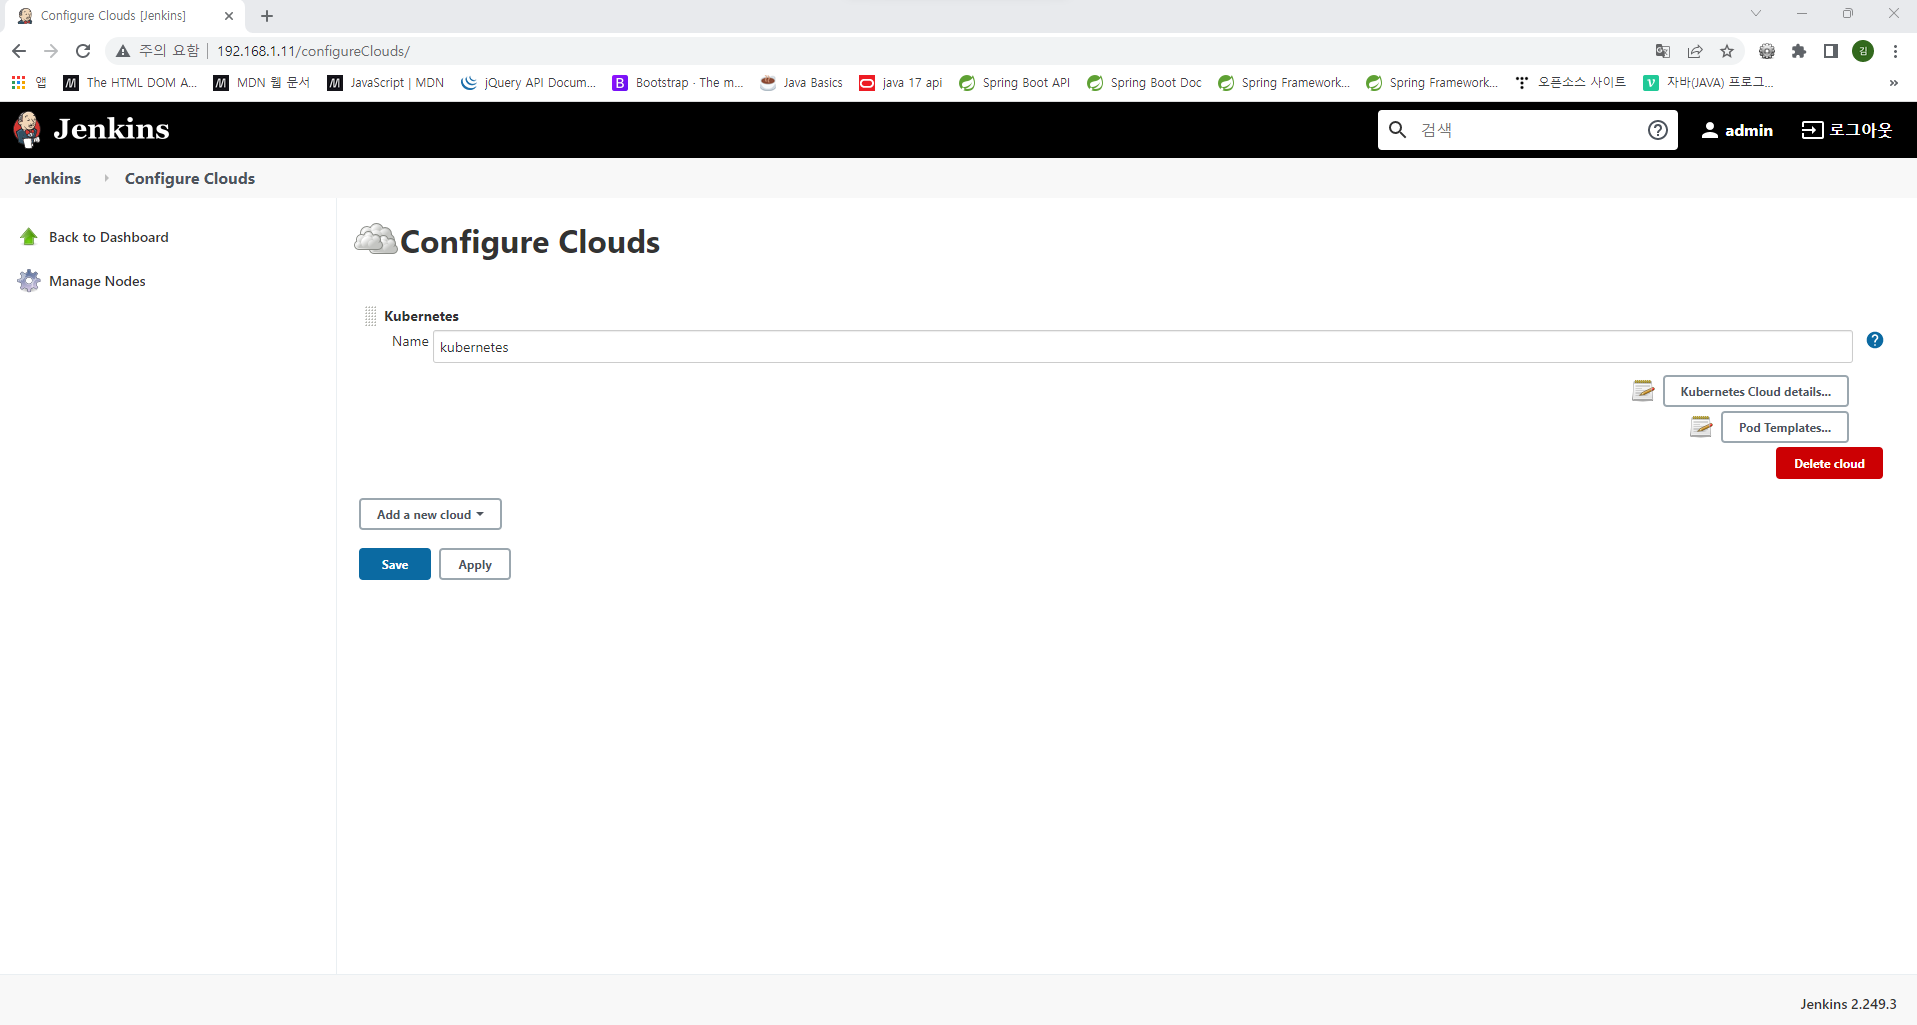 Configure Clouds [Jenkins]
주의 요함 192.168.1.11/configureClouds/
김
앱 The HTML DOM A... MDN 웹 문서 JavaScript | MDN jQuery API Docum... Bootstrap · The m... Java Basics java 17 api Spring Boot API Spring Boot Doc Spring Framework... Spring Framework... 오픈소스 사이트 자바(JAVA) 프로그... »
Jenkins 검색 admin 로그아웃
Jenkins Configure Clouds
Back to Dashboard
Manage Nodes
Configure Clouds
Kubernetes
Name kubernetes
Kubernetes Cloud details...
Pod Templates...
Delete cloud
Add a new cloud
Save Apply
Jenkins 2.249.3